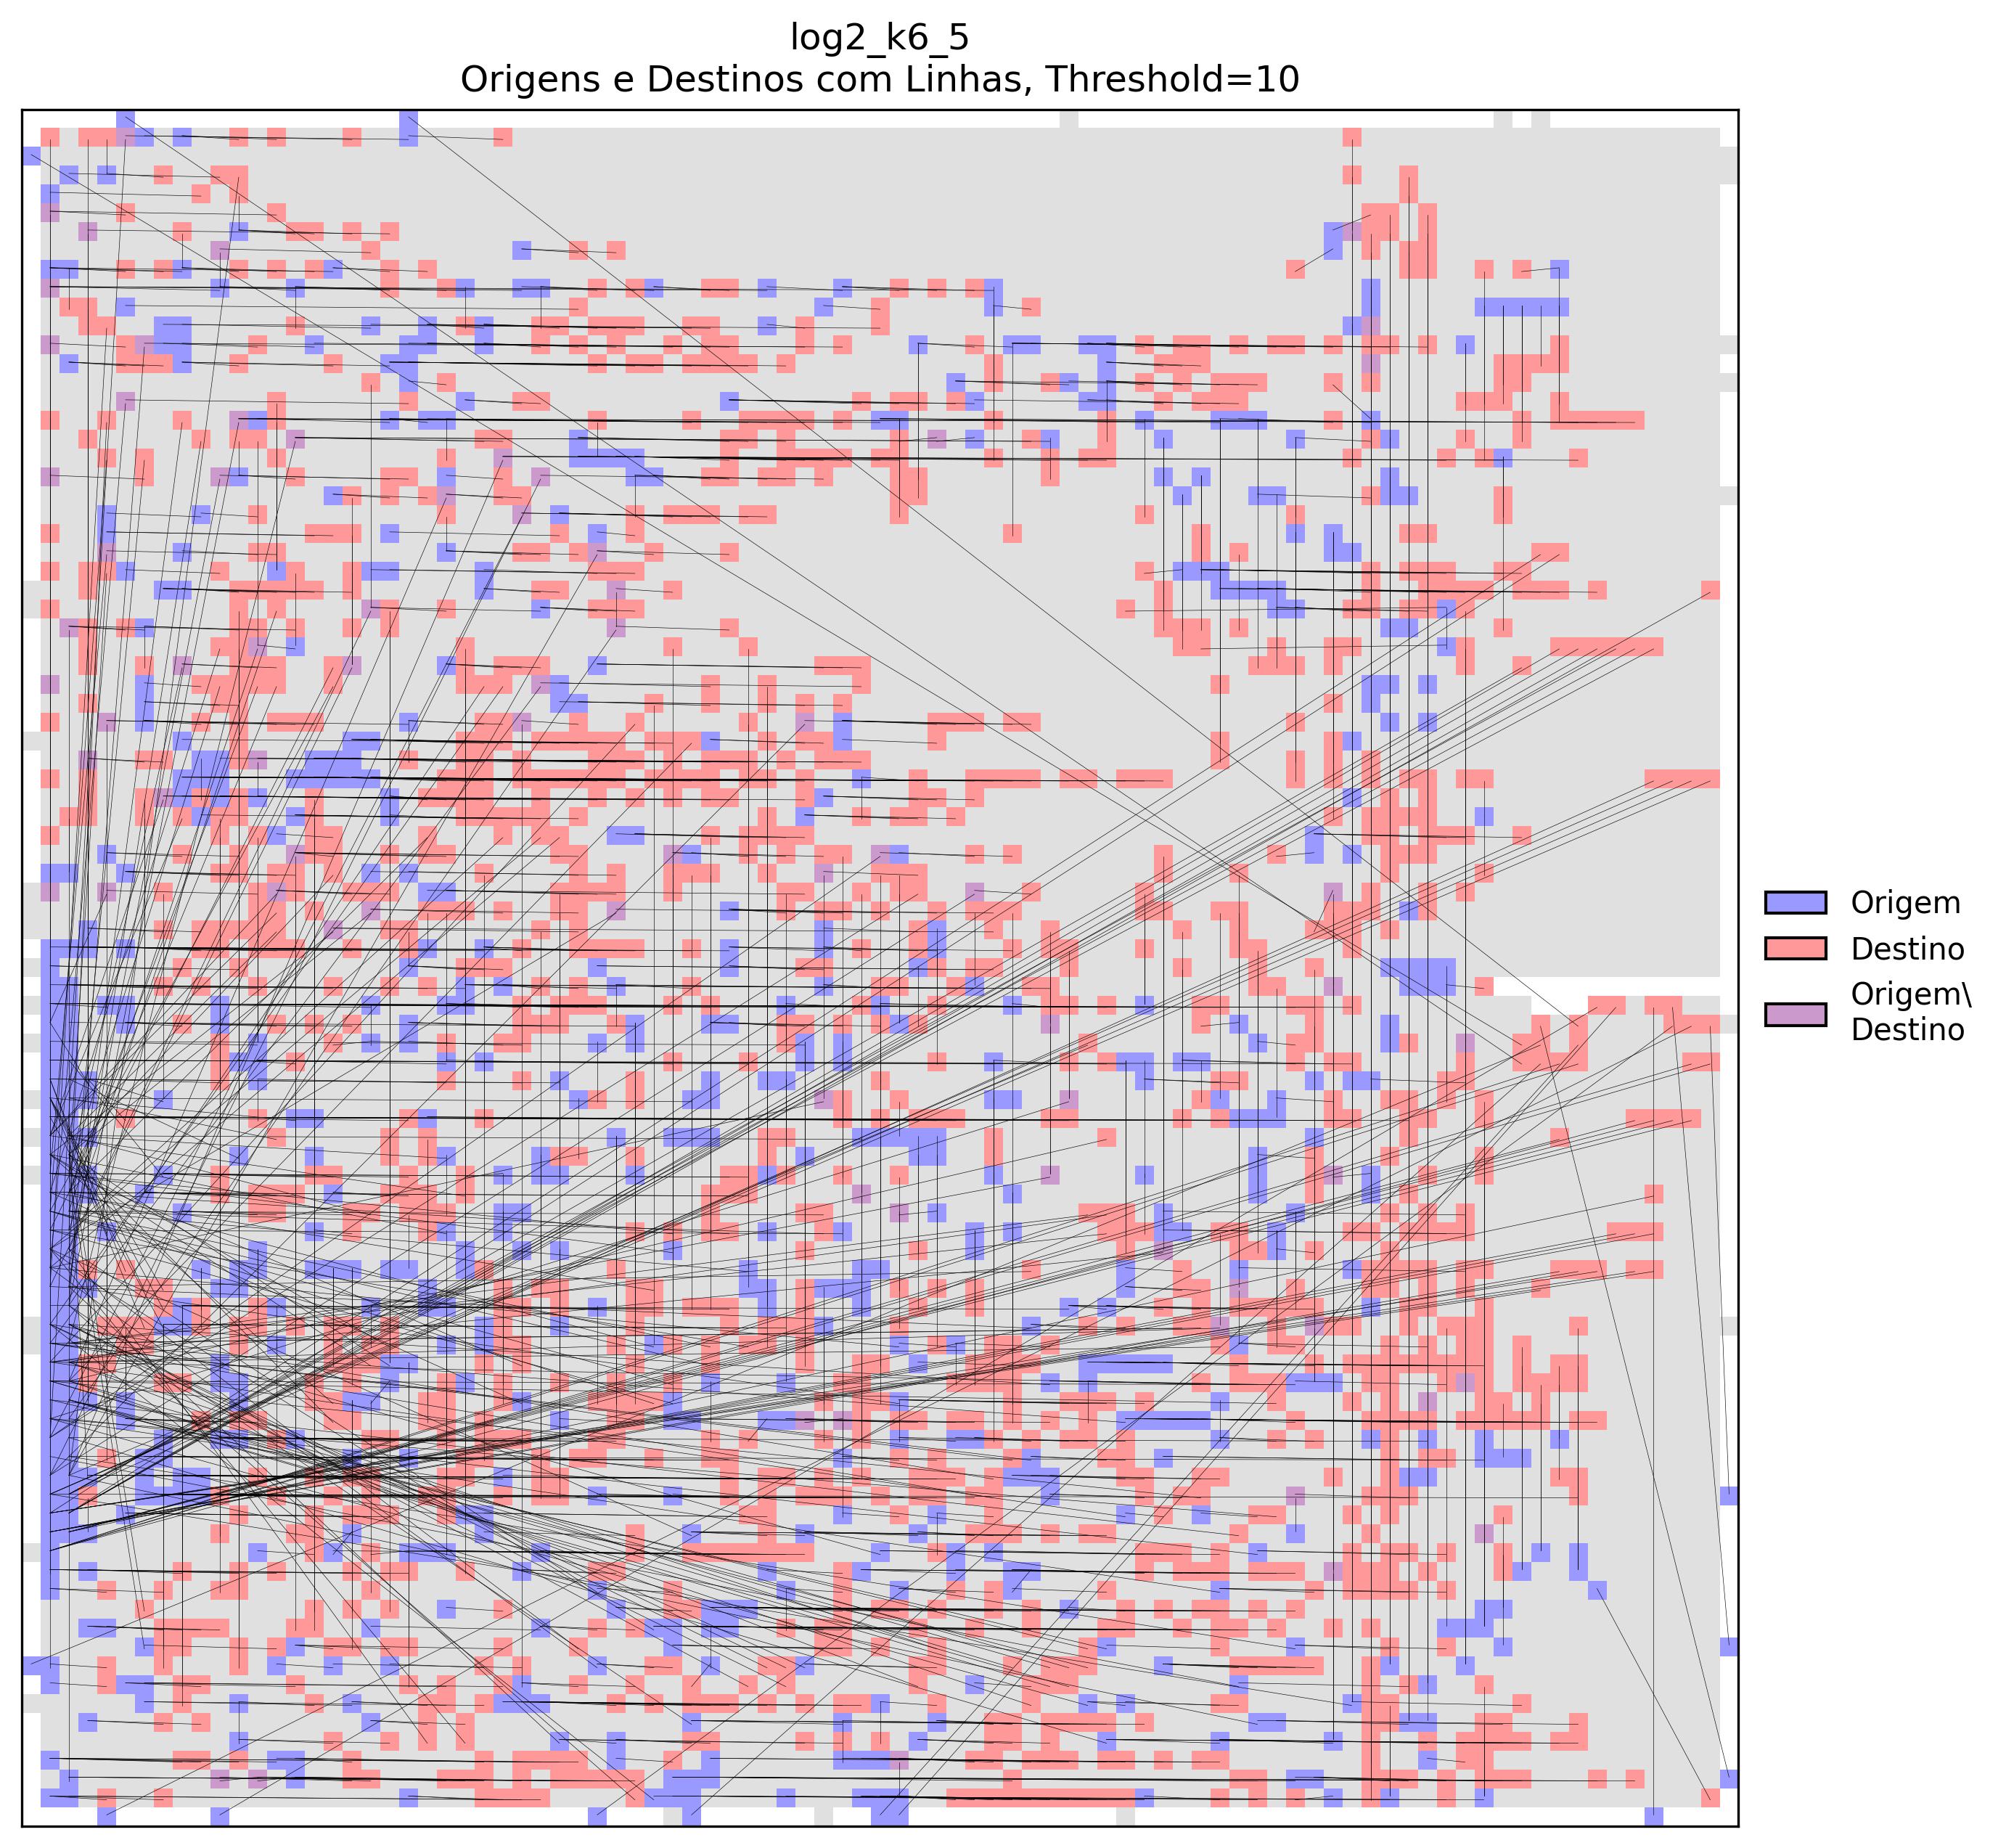 log2_k6_5
Origens e Destinos com Linhas, Threshold=10
Origem
Destino
Origem\
Destino